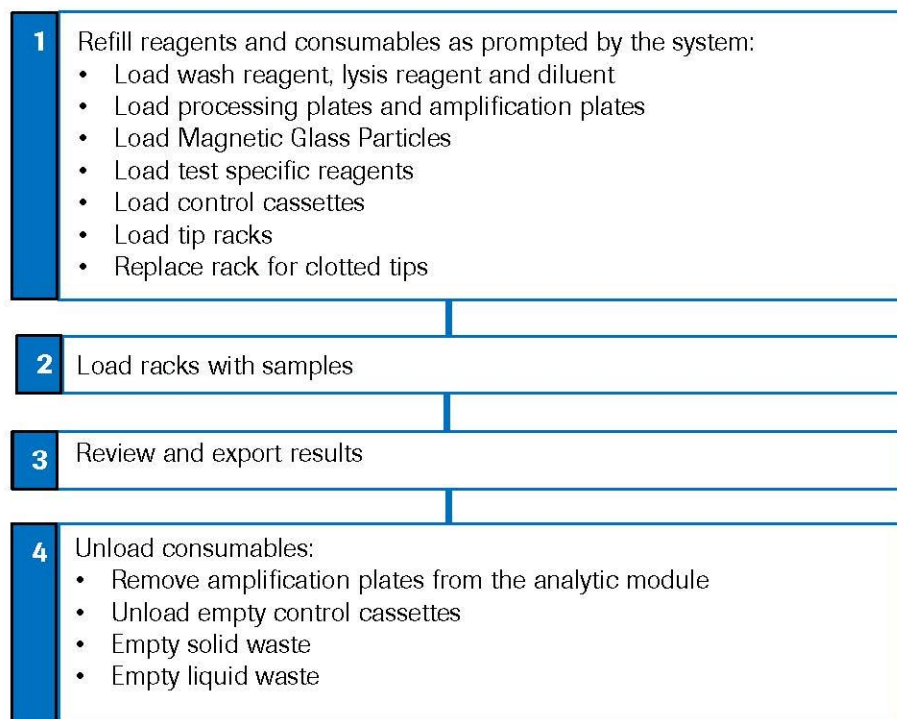 1
Refill reagents and consumables as prompted by the system:
• Load wash reagent, lysis reagent and diluent
• Load processing plates and amplification plates
• Load Magnetic Glass Particles
• Load test specific reagents
• Load control cassettes
• Load tip racks
• Replace rack for clotted tips
2
Load racks with samples
3
Review and export results
4
Unload consumables:
• Remove amplification plates from the analytic module
• Unload empty control cassettes
• Empty solid waste
• Empty liquid waste